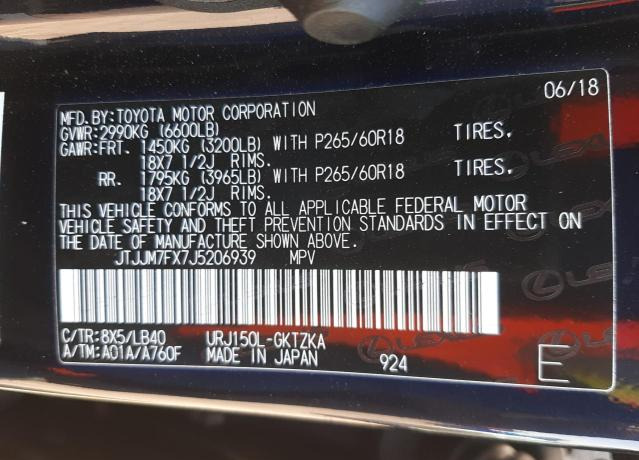 06/18
MFD.BY:TOYOTA MOTOR CORPORATION
GVWR:2990KG (6600LB)
GAWR:FRT. 1450KG (3200LB) WITH P265/60R18 TIRES,
18X7 1/2J RIMS.
RR. 1795KG (3965LB) WITH P265/60R18 TIRES,
18X7 1/2J RIMS.
THIS VEHICLE CONFORMS TO ALL APPLICABLE FEDERAL MOTOR
VEHICLE SAFETY AND THEFT PREVENTION STANDARDS IN EFFECT ON
THE DATE OF MANUFACTURE SHOWN ABOVE.
JTJJM7FX7J5206939 MPV
C/TR:8X5/LB40 URJ150L-GKTZKA
A/TM:A01A/A760F MADE IN JAPAN 924 E